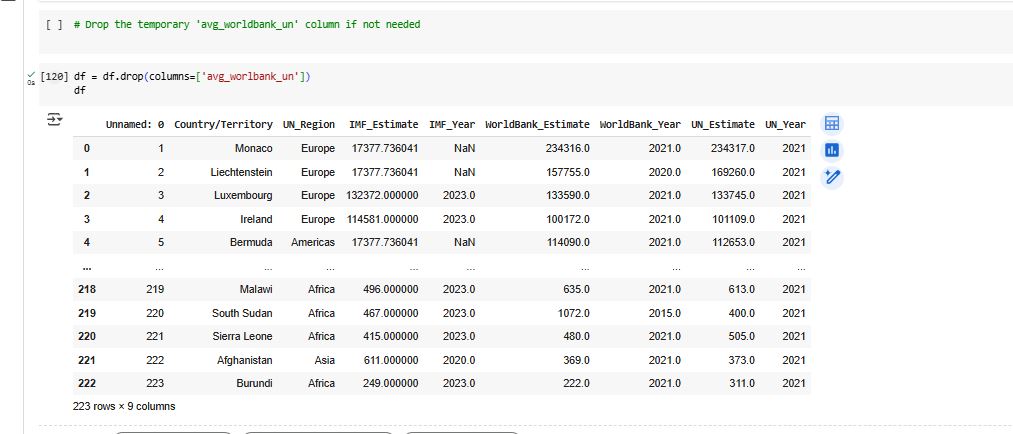 [ ] # Drop the temporary 'avg_worldbank_un' column if not needed
[120] df = df.drop(columns=['avg_worlbank_un'])
0s
df
Unnamed: 0 Country/Territory UN_Region IMF_Estimate IMF_Year WorldBank_Estimate WorldBank_Year UN_Estimate UN_Year
0 1 Monaco Europe 17377.736041 NaN 234316.0 2021.0 234317.0 2021
1 2 Liechtenstein Europe 17377.736041 NaN 157755.0 2020.0 169260.0 2021
2 3 Luxembourg Europe 132372.000000 2023.0 133590.0 2021.0 133745.0 2021
3 4 Ireland Europe 114581.000000 2023.0 100172.0 2021.0 101109.0 2021
4 5 Bermuda Americas 17377.736041 NaN 114090.0 2021.0 112653.0 2021
... ... ... ... ... ... ... ... ... ...
218 219 Malawi Africa 496.000000 2023.0 635.0 2021.0 613.0 2021
219 220 South Sudan Africa 467.000000 2023.0 1072.0 2015.0 400.0 2021
220 221 Sierra Leone Africa 415.000000 2023.0 480.0 2021.0 505.0 2021
221 222 Afghanistan Asia 611.000000 2020.0 369.0 2021.0 373.0 2021
222 223 Burundi Africa 249.000000 2023.0 222.0 2021.0 311.0 2021
223 rows × 9 columns